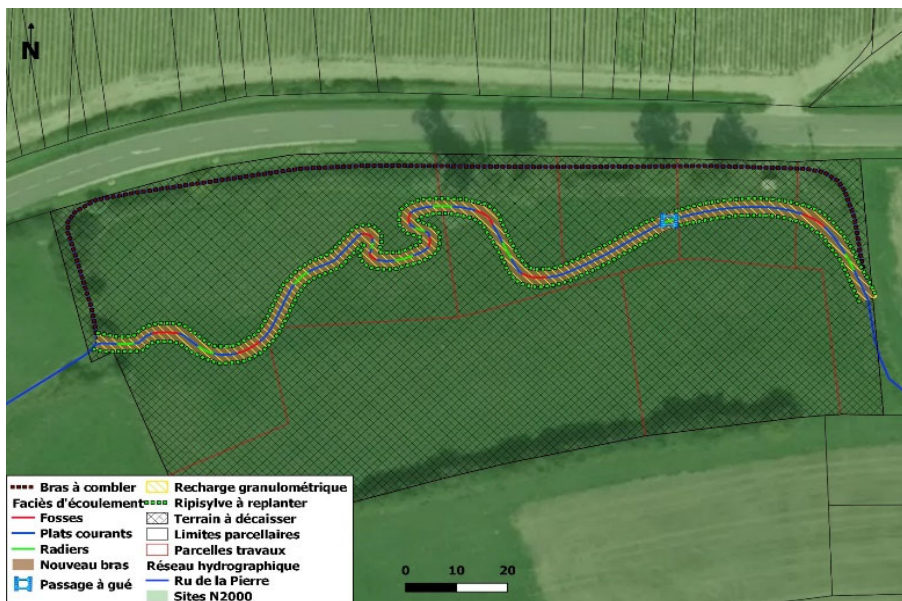 N
Bras à combler
Faciès d'écoulement
Fosses
Plats courants
Radiers
Nouveau bras
Passage à gué
Recharge granulométrique
Ripisylve à replanter
Terrain à décaisser
Limites parcellaires
Parcelles travaux
Réseau hydrographique
Ru de la Pierre
Sites N2000
0 10 20